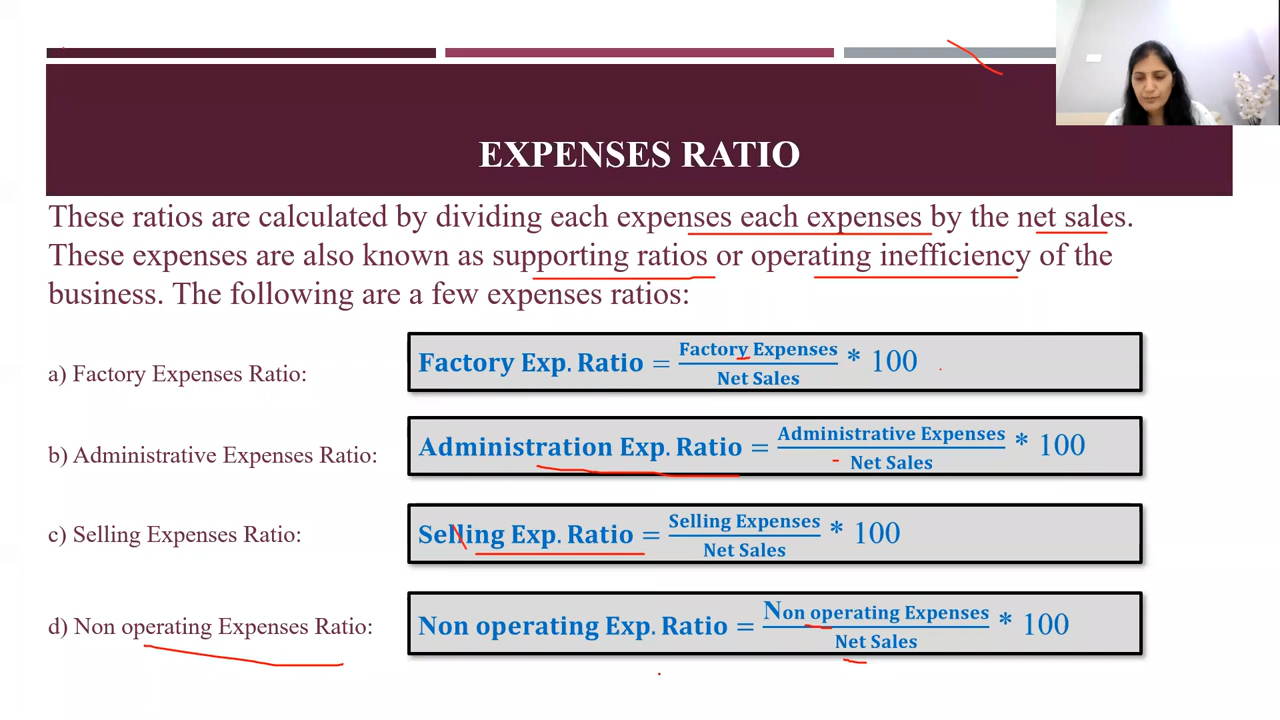 EXPENSES RATIO
These ratios are calculated by dividing each expenses each expenses by the net sales.
These expenses are also known as supporting ratios or operating inefficiency of the
business. The following are a few expenses ratios:
a) Factory Expenses Ratio:
Factory Exp. Ratio = Factory Expenses / Net Sales * 100
b) Administrative Expenses Ratio:
Administration Exp. Ratio = Administrative Expenses / Net Sales * 100
c) Selling Expenses Ratio:
Selling Exp. Ratio = Selling Expenses / Net Sales * 100
d) Non operating Expenses Ratio:
Non operating Exp. Ratio = Non operating Expenses / Net Sales * 100